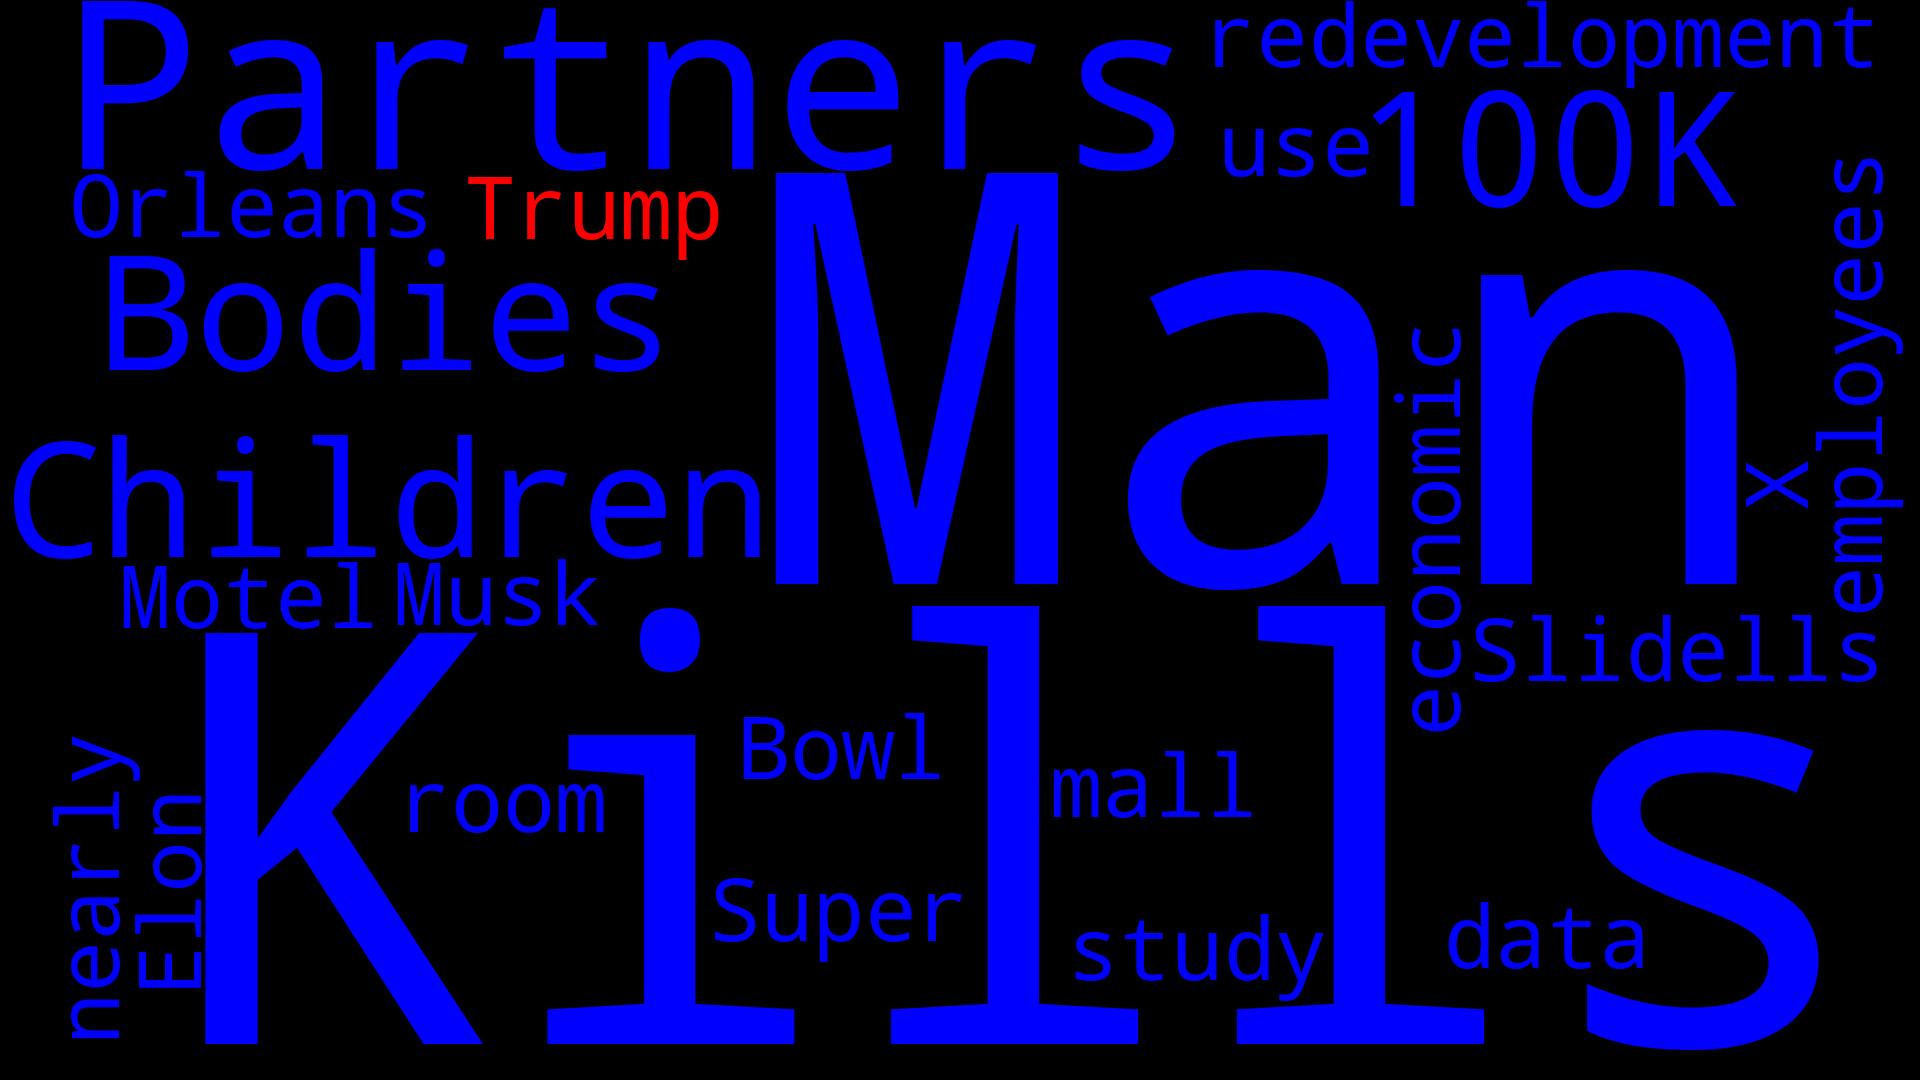 Partners
redevelopment
use
100K
Orleans
Trump
Man
employees
Bodies
economic
Children
X
Motel
Musk
Slidells
Kills
nearly
Elon
room
Bowl
mall
Super
study
data